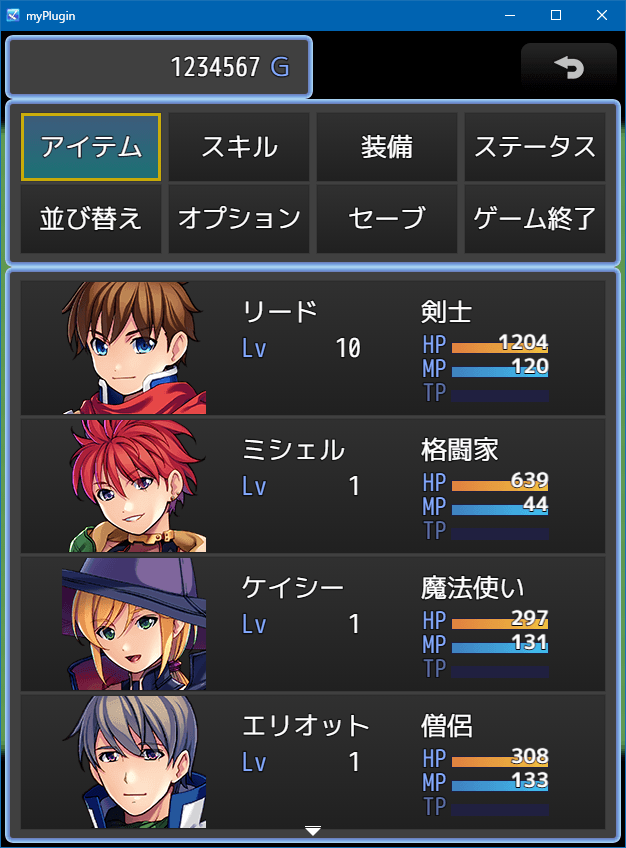 myPlugin
1234567 G
アイテム スキル 装備 ステータス
並び替え オプション セーブ ゲーム終了
リード 剣士
Lv 10 HP 1204
MP 120
TP
ミシェル 格闘家
Lv 1 HP 639
MP 44
TP
ケイシー 魔法使い
Lv 1 HP 297
MP 131
TP
エリオット 僧侶
Lv 1 HP 308
MP 133
TP